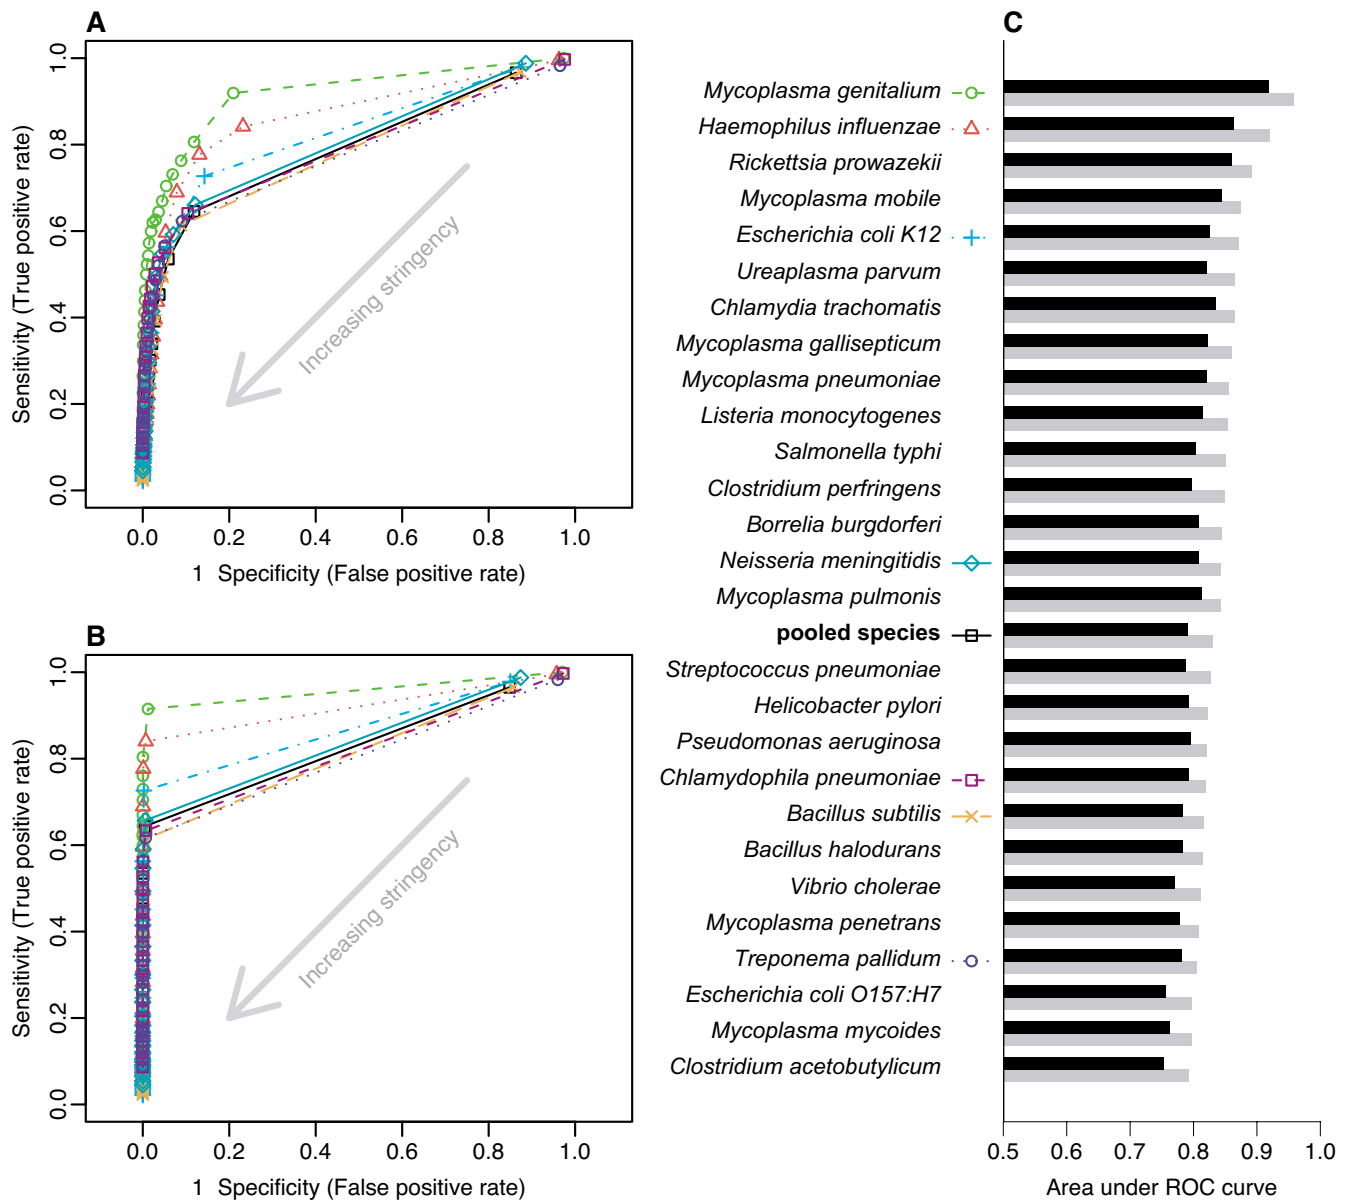 A
Sensitivity (True positive rate)
1.0
0.8
0.6
0.4
0.2
0.0
Increasing stringency
0.0 0.2 0.4 0.6 0.8 1.0
1 Specificity (False positive rate)
B
Sensitivity (True positive rate)
1.0
0.8
0.6
0.4
0.2
0.0
Increasing stringency
0.0 0.2 0.4 0.6 0.8 1.0
1 Specificity (False positive rate)
C
Mycoplasma genitalium
Haemophilus influenzae
Rickettsia prowazekii
Mycoplasma mobile
Escherichia coli K12
Ureaplasma parvum
Chlamydia trachomatis
Mycoplasma gallisepticum
Mycoplasma pneumoniae
Listeria monocytogenes
Salmonella typhi
Clostridium perfringens
Borrelia burgdorferi
Neisseria meningitidis
Mycoplasma pulmonis
pooled species
Streptococcus pneumoniae
Helicobacter pylori
Pseudomonas aeruginosa
Chlamydophila pneumoniae
Bacillus subtilis
Bacillus halodurans
Vibrio cholerae
Mycoplasma penetrans
Treponema pallidum
Escherichia coli O157:H7
Mycoplasma mycoides
Clostridium acetobutylicum
0.5 0.6 0.7 0.8 0.9 1.0
Area under ROC curve